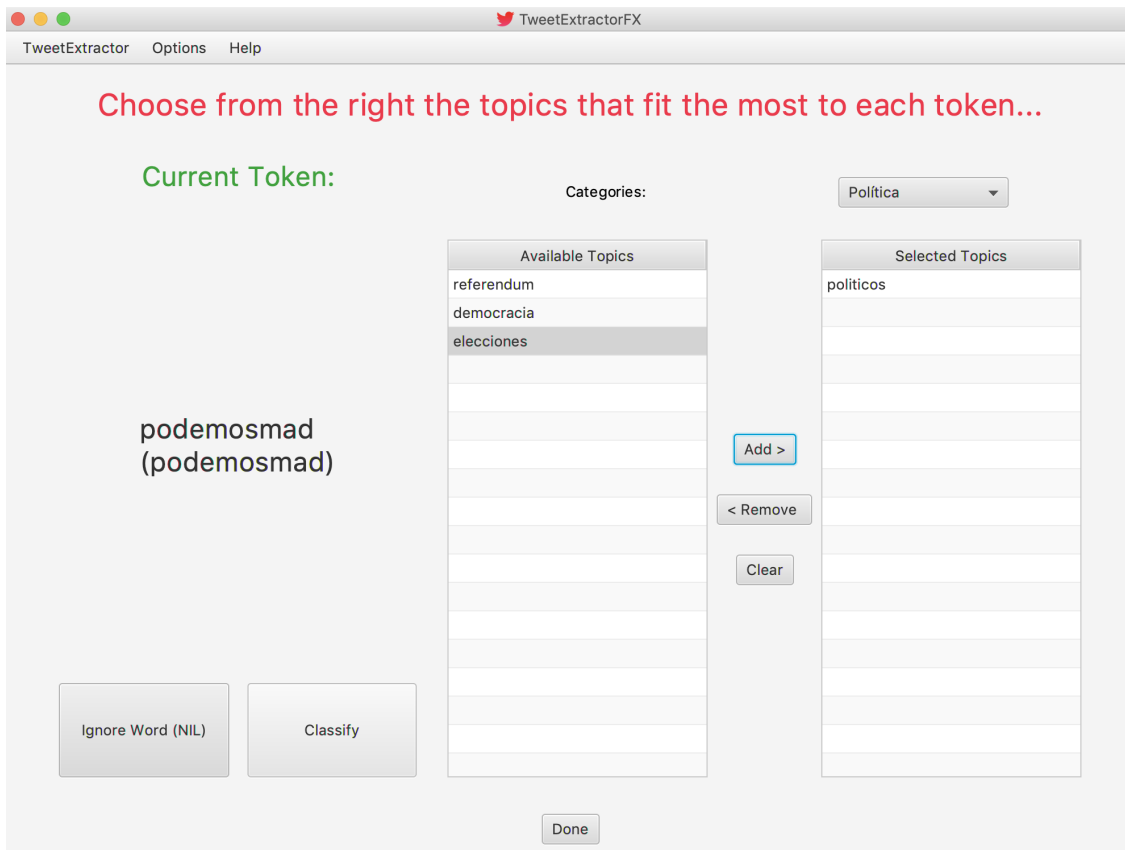 TweetExtractorFX
TweetExtractor Options Help
Choose from the right the topics that fit the most to each token...
Current Token:
Categories:
Política
Available Topics
Selected Topics
referendum
politicos
democracia
elecciones
podemosmad
(podemosmad)
Add >
< Remove
Clear
Ignore Word (NIL)
Classify
Done